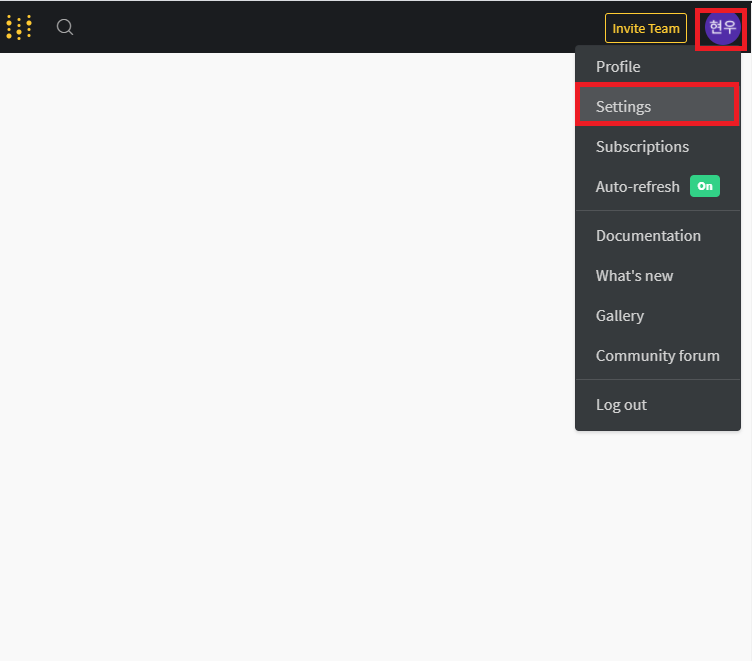 Invite Team
현우
Profile
Settings
Subscriptions
Auto-refresh On
Documentation
What's new
Gallery
Community forum
Log out